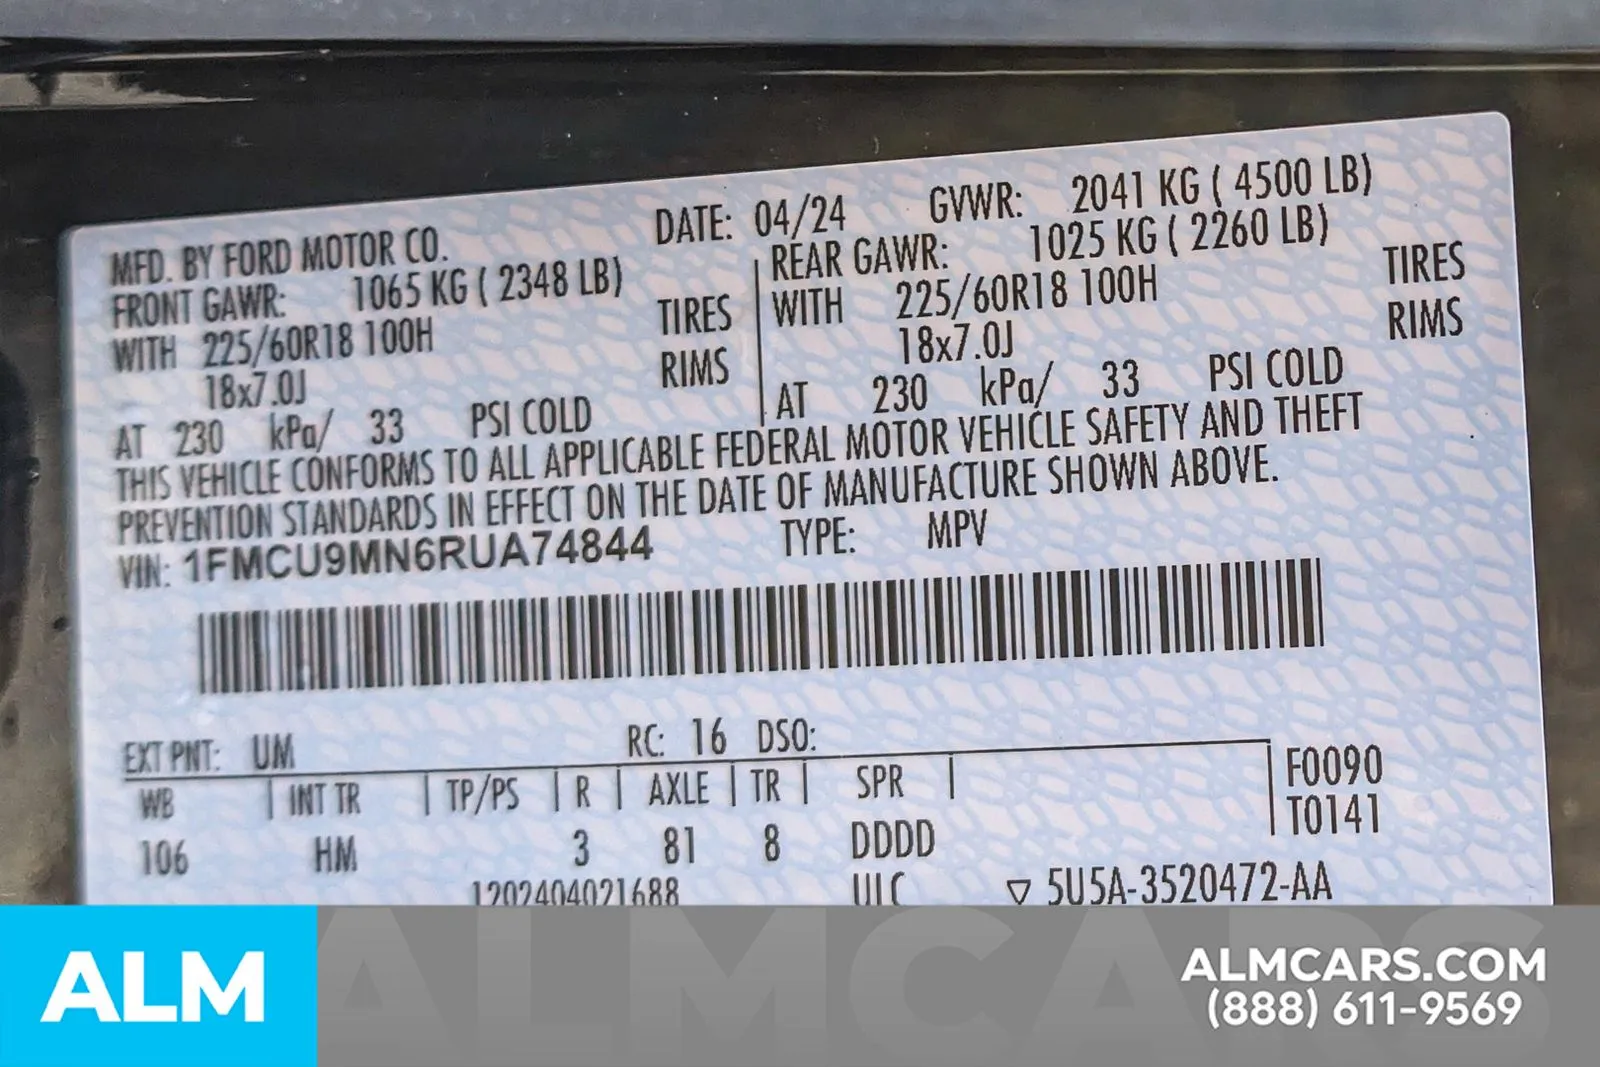 MFD. BY FORD MOTOR CO. DATE: 04/24 GVWR: 2041 KG ( 4500 LB)
FRONT GAWR: 1065 KG ( 2348 LB)
WITH 225/60R18 100H TIRES
18x7.0J RIMS
AT 230 kPa/ 33 PSI COLD
REAR GAWR: 1025 KG ( 2260 LB)
WITH 225/60R18 100H TIRES
18x7.0J RIMS
AT 230 kPa/ 33 PSI COLD
THIS VEHICLE CONFORMS TO ALL APPLICABLE FEDERAL MOTOR VEHICLE SAFETY AND THEFT
PREVENTION STANDARDS IN EFFECT ON THE DATE OF MANUFACTURE SHOWN ABOVE.
VIN: 1FMCU9MN6RUA74844 TYPE: MPV
EXT PNT: UM RC: 16 DSO:
WB | INT TR | TP/PS | R | AXLE | TR | SPR | F0090
T0141
106 HM 3 81 8 DDDD
1202404021688 UIC ▽ 5U5A-3520472-AA
ALM
ALMCARS
ALMCARS.COM
(888) 611-9569